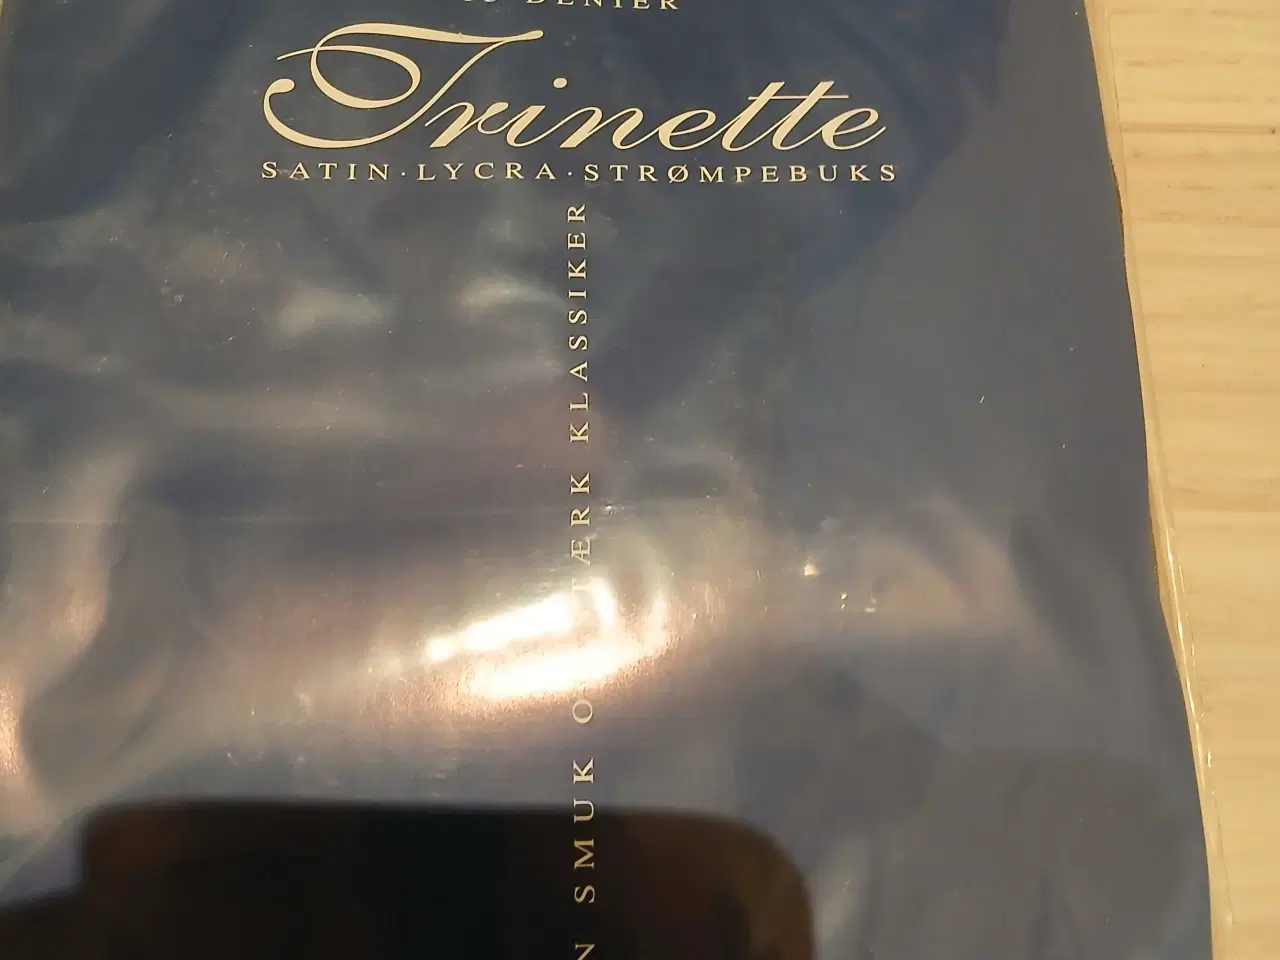 DENIER
Trinette
SATIN·LYCRA·STRØMPEBUKS
SMUK KLASSIKER